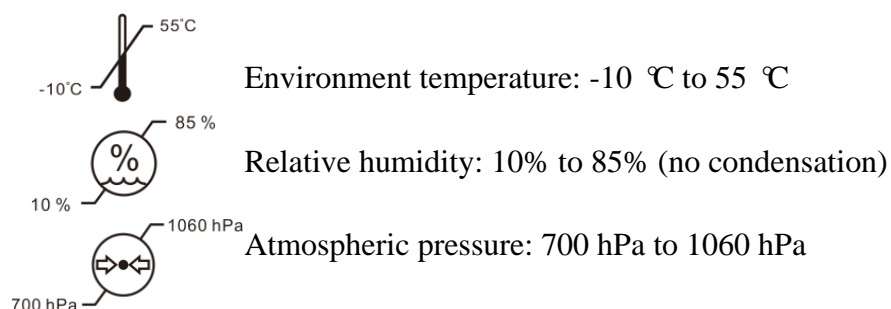 55°C
-10°C
Environment temperature: -10 ℃ to 55 ℃
85 %
%
10 %
Relative humidity: 10% to 85% (no condensation)
1060 hPa
700 hPa
Atmospheric pressure: 700 hPa to 1060 hPa